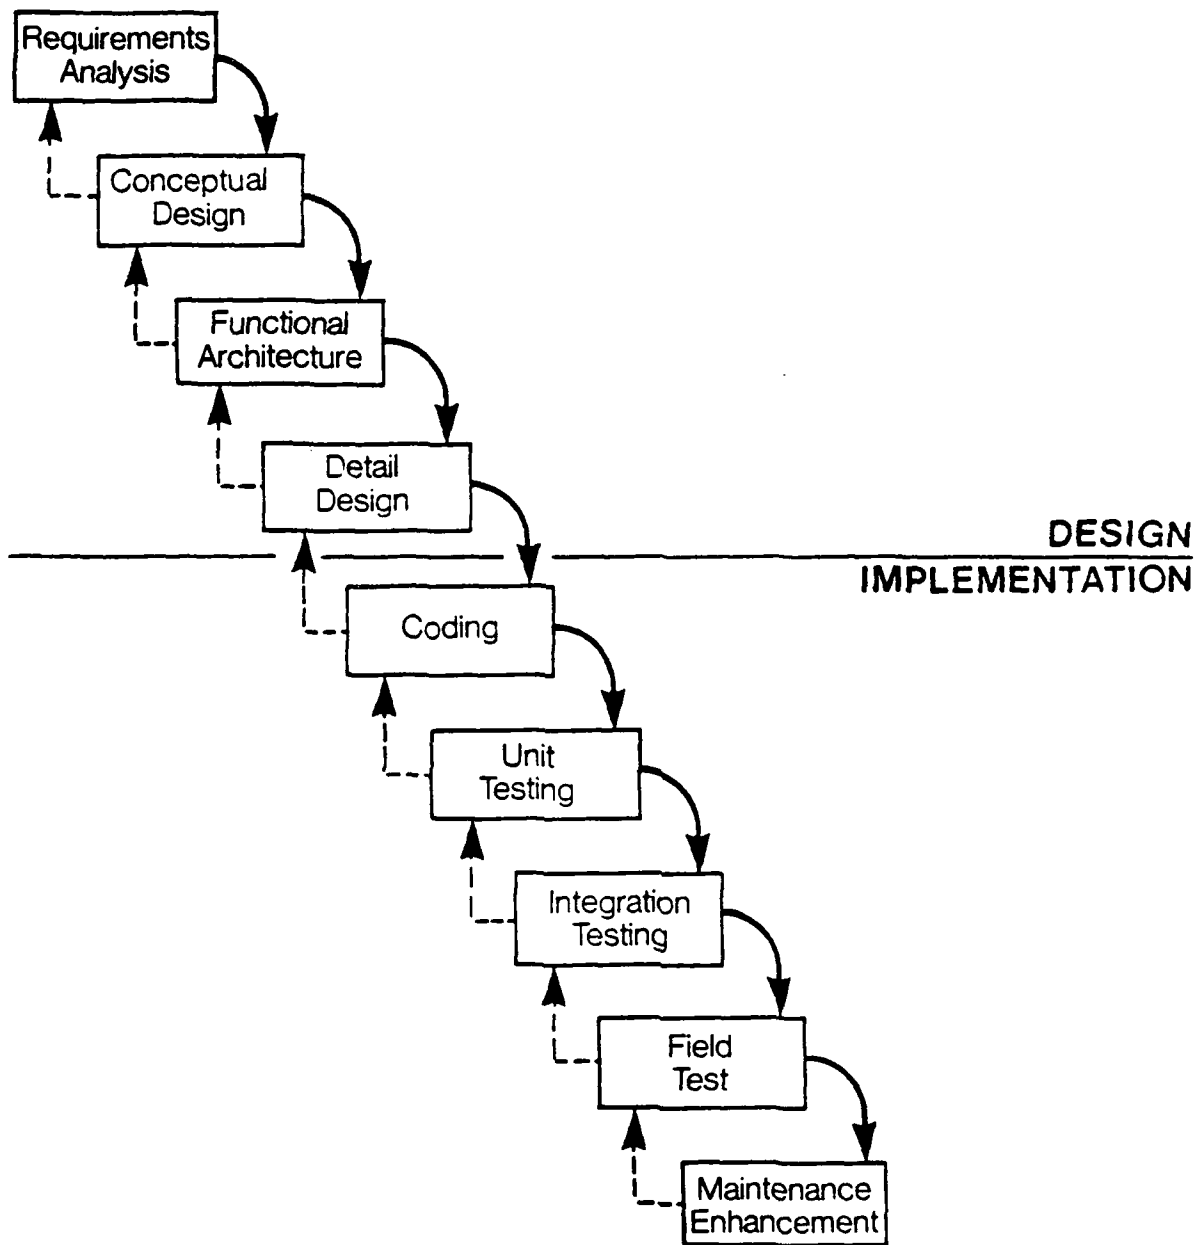 Requirements
Analysis
Conceptual
Design
Functional
Architecture
Detail
Design
DESIGN
IMPLEMENTATION
Coding
Unit
Testing
Integration
Testing
Field
Test
Maintenance
Enhancement